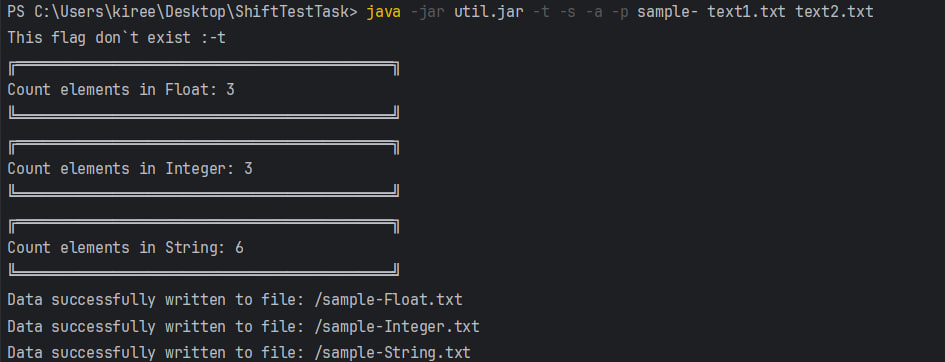 PS C:\Users\kiree\Desktop\ShiftTestTask> java -jar util.jar -t -s -a -p sample- text1.txt text2.txt
This flag don`t exist :-t
Count elements in Float: 3
Count elements in Integer: 3
Count elements in String: 6
Data successfully written to file: /sample-Float.txt
Data successfully written to file: /sample-Integer.txt
Data successfully written to file: /sample-String.txt